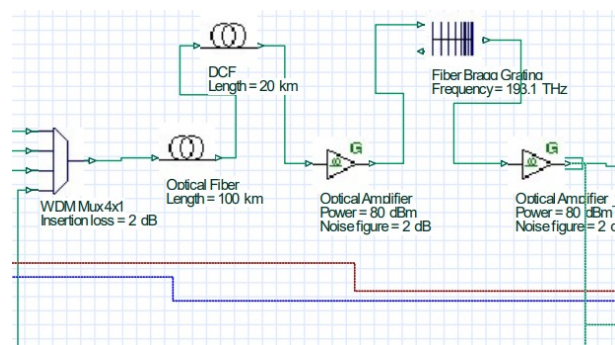 DCF
Length = 20 km
Fiber Bragg Grating
Frequency = 193.1 THz
G
G
WDM Mux 4x1
Insertion loss = 2 dB
Optical Fiber
Length = 100 km
Optical Amplifier
Power = 80 dBm
Noise figure = 2 dB
Optical Amplifier
Power = 80 dBm
Noise figure = 2 d